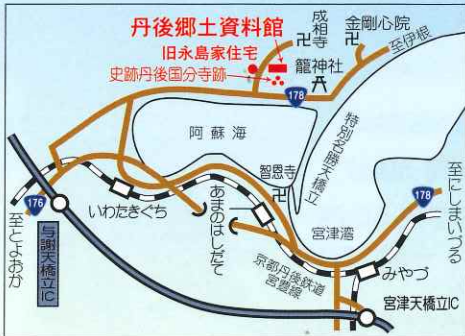 丹後郷土資料館
旧永島家住宅
史跡丹後国分寺跡
成相寺
金剛心院
至伊根
籠神社
178
阿蘇海
特別名勝天橋立
智恩寺
178
176
至とよおか
与謝天橋立IC
いわたきぐち
あまのはしだて
宮津湾
至にしまいづる
京都丹後鉄道
宮豊線
みやづ
宮津天橋立IC